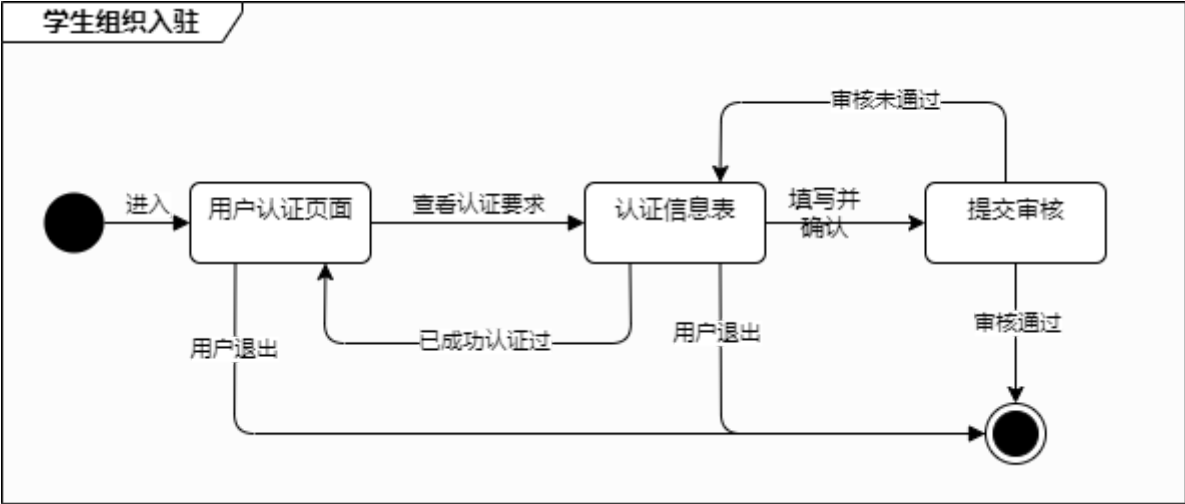 学生组织入驻
审核未通过
进入
用户认证页面
查看认证要求
认证信息表
填写并
确认
提交审核
用户退出
已成功认证过
用户退出
审核通过